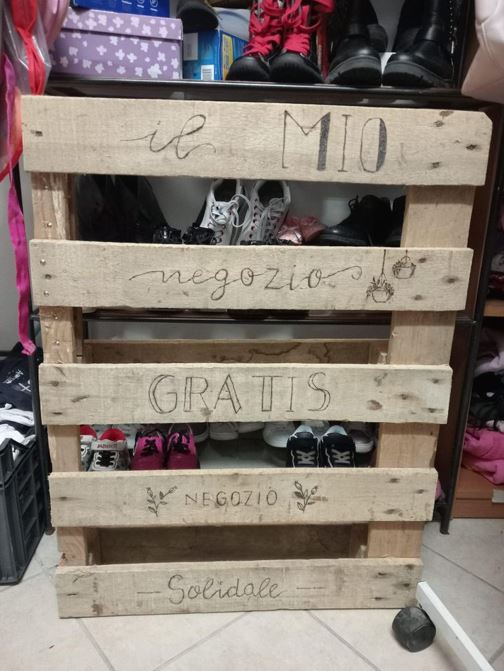 il MIO
negozio
GRATIS
NEGOZIO
- Solidale -